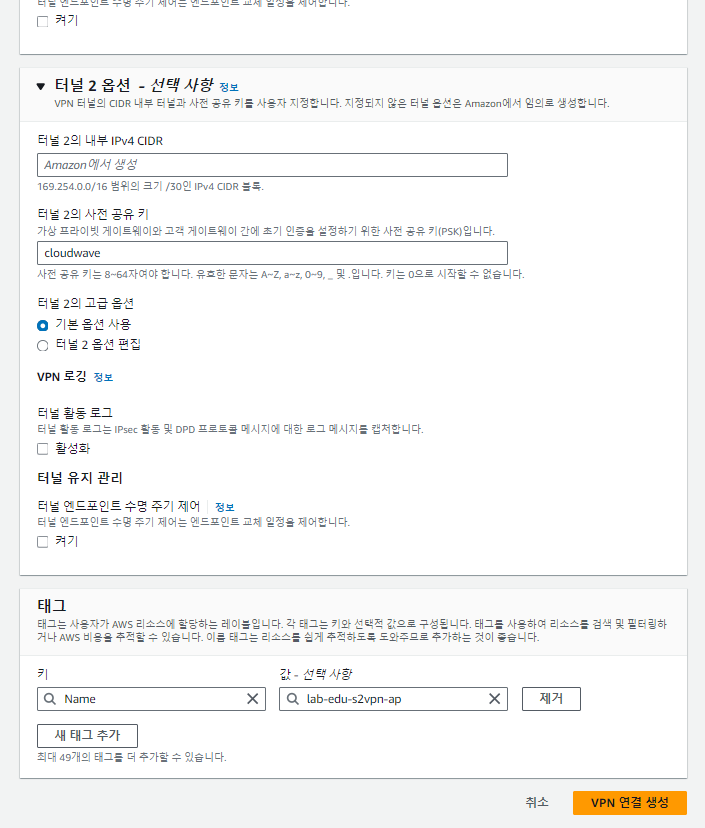 터널 엔드포인트 수명 주기 제어는 엔드포인트 교체 일정을 제어합니다.
켜기
▼ 터널 2 옵션 - 선택 사항 정보
VPN 터널의 CIDR 내부 터널과 사전 공유 키를 사용자 지정합니다. 지정되지 않은 터널 옵션은 Amazon에서 임의로 생성합니다.
터널 2의 내부 IPv4 CIDR
Amazon에서 생성
169.254.0.0/16 범위의 크기 /30인 IPv4 CIDR 블록.
터널 2의 사전 공유 키
가상 프라이빗 게이트웨이와 고객 게이트웨이 간에 초기 인증을 설정하기 위한 사전 공유 키(PSK)입니다.
cloudwave
사전 공유 키는 8~64자여야 합니다. 유효한 문자는 A~Z, a~z, 0~9, _ 및 .입니다. 키는 0으로 시작할 수 없습니다.
터널 2의 고급 옵션
기본 옵션 사용
터널 2 옵션 편집
VPN 로깅 정보
터널 활동 로그
터널 활동 로그는 IPsec 활동 및 DPD 프로토콜 메시지에 대한 로그 메시지를 캡처합니다.
활성화
터널 유지 관리
터널 엔드포인트 수명 주기 제어 정보
터널 엔드포인트 수명 주기 제어는 엔드포인트 교체 일정을 제어합니다.
켜기
태그
태그는 사용자가 AWS 리소스에 할당하는 레이블입니다. 각 태그는 키와 선택적 값으로 구성됩니다. 태그를 사용하여 리소스를 검색 및 필터링하
거나 AWS 비용을 추적할 수 있습니다. 이름 태그는 리소스를 쉽게 추적하도록 도와주므로 추가하는 것이 좋습니다.
키 값 - 선택 사항
Name lab-edu-s2vpn-ap 제거
새 태그 추가
최대 49개의 태그를 더 추가할 수 있습니다.
취소 VPN 연결 생성